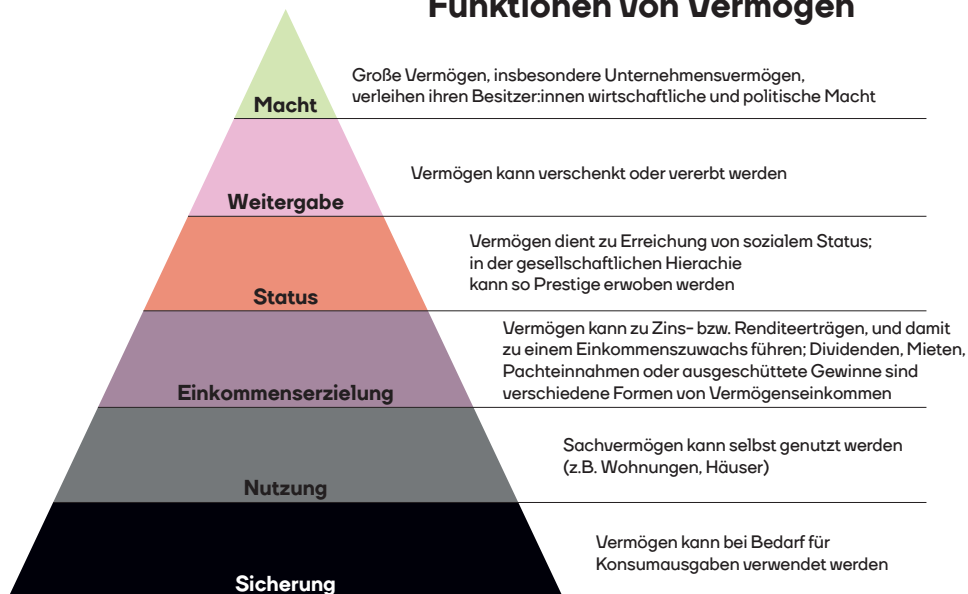 Funktionen von Vermögen
Große Vermögen, insbesondere Unternehmensvermögen,
verleihen ihren Besitzer:innen wirtschaftliche und politische Macht
Macht
Vermögen kann verschenkt oder vererbt werden
Weitergabe
Vermögen dient zu Erreichung von sozialem Status;
in der gesellschaftlichen Hierachie
kann so Prestige erwoben werden
Status
Vermögen kann zu Zins- bzw. Renditeerträgen, und damit
zu einem Einkommenszuwachs führen; Dividenden, Mieten,
Pachteinnahmen oder ausgeschüttete Gewinne sind
verschiedene Formen von Vermögenseinkommen
Einkommenserzielung
Sachvermögen kann selbst genutzt werden
(z.B. Wohnungen, Häuser)
Nutzung
Vermögen kann bei Bedarf für
Konsumausgaben verwendet werden
Sicherung